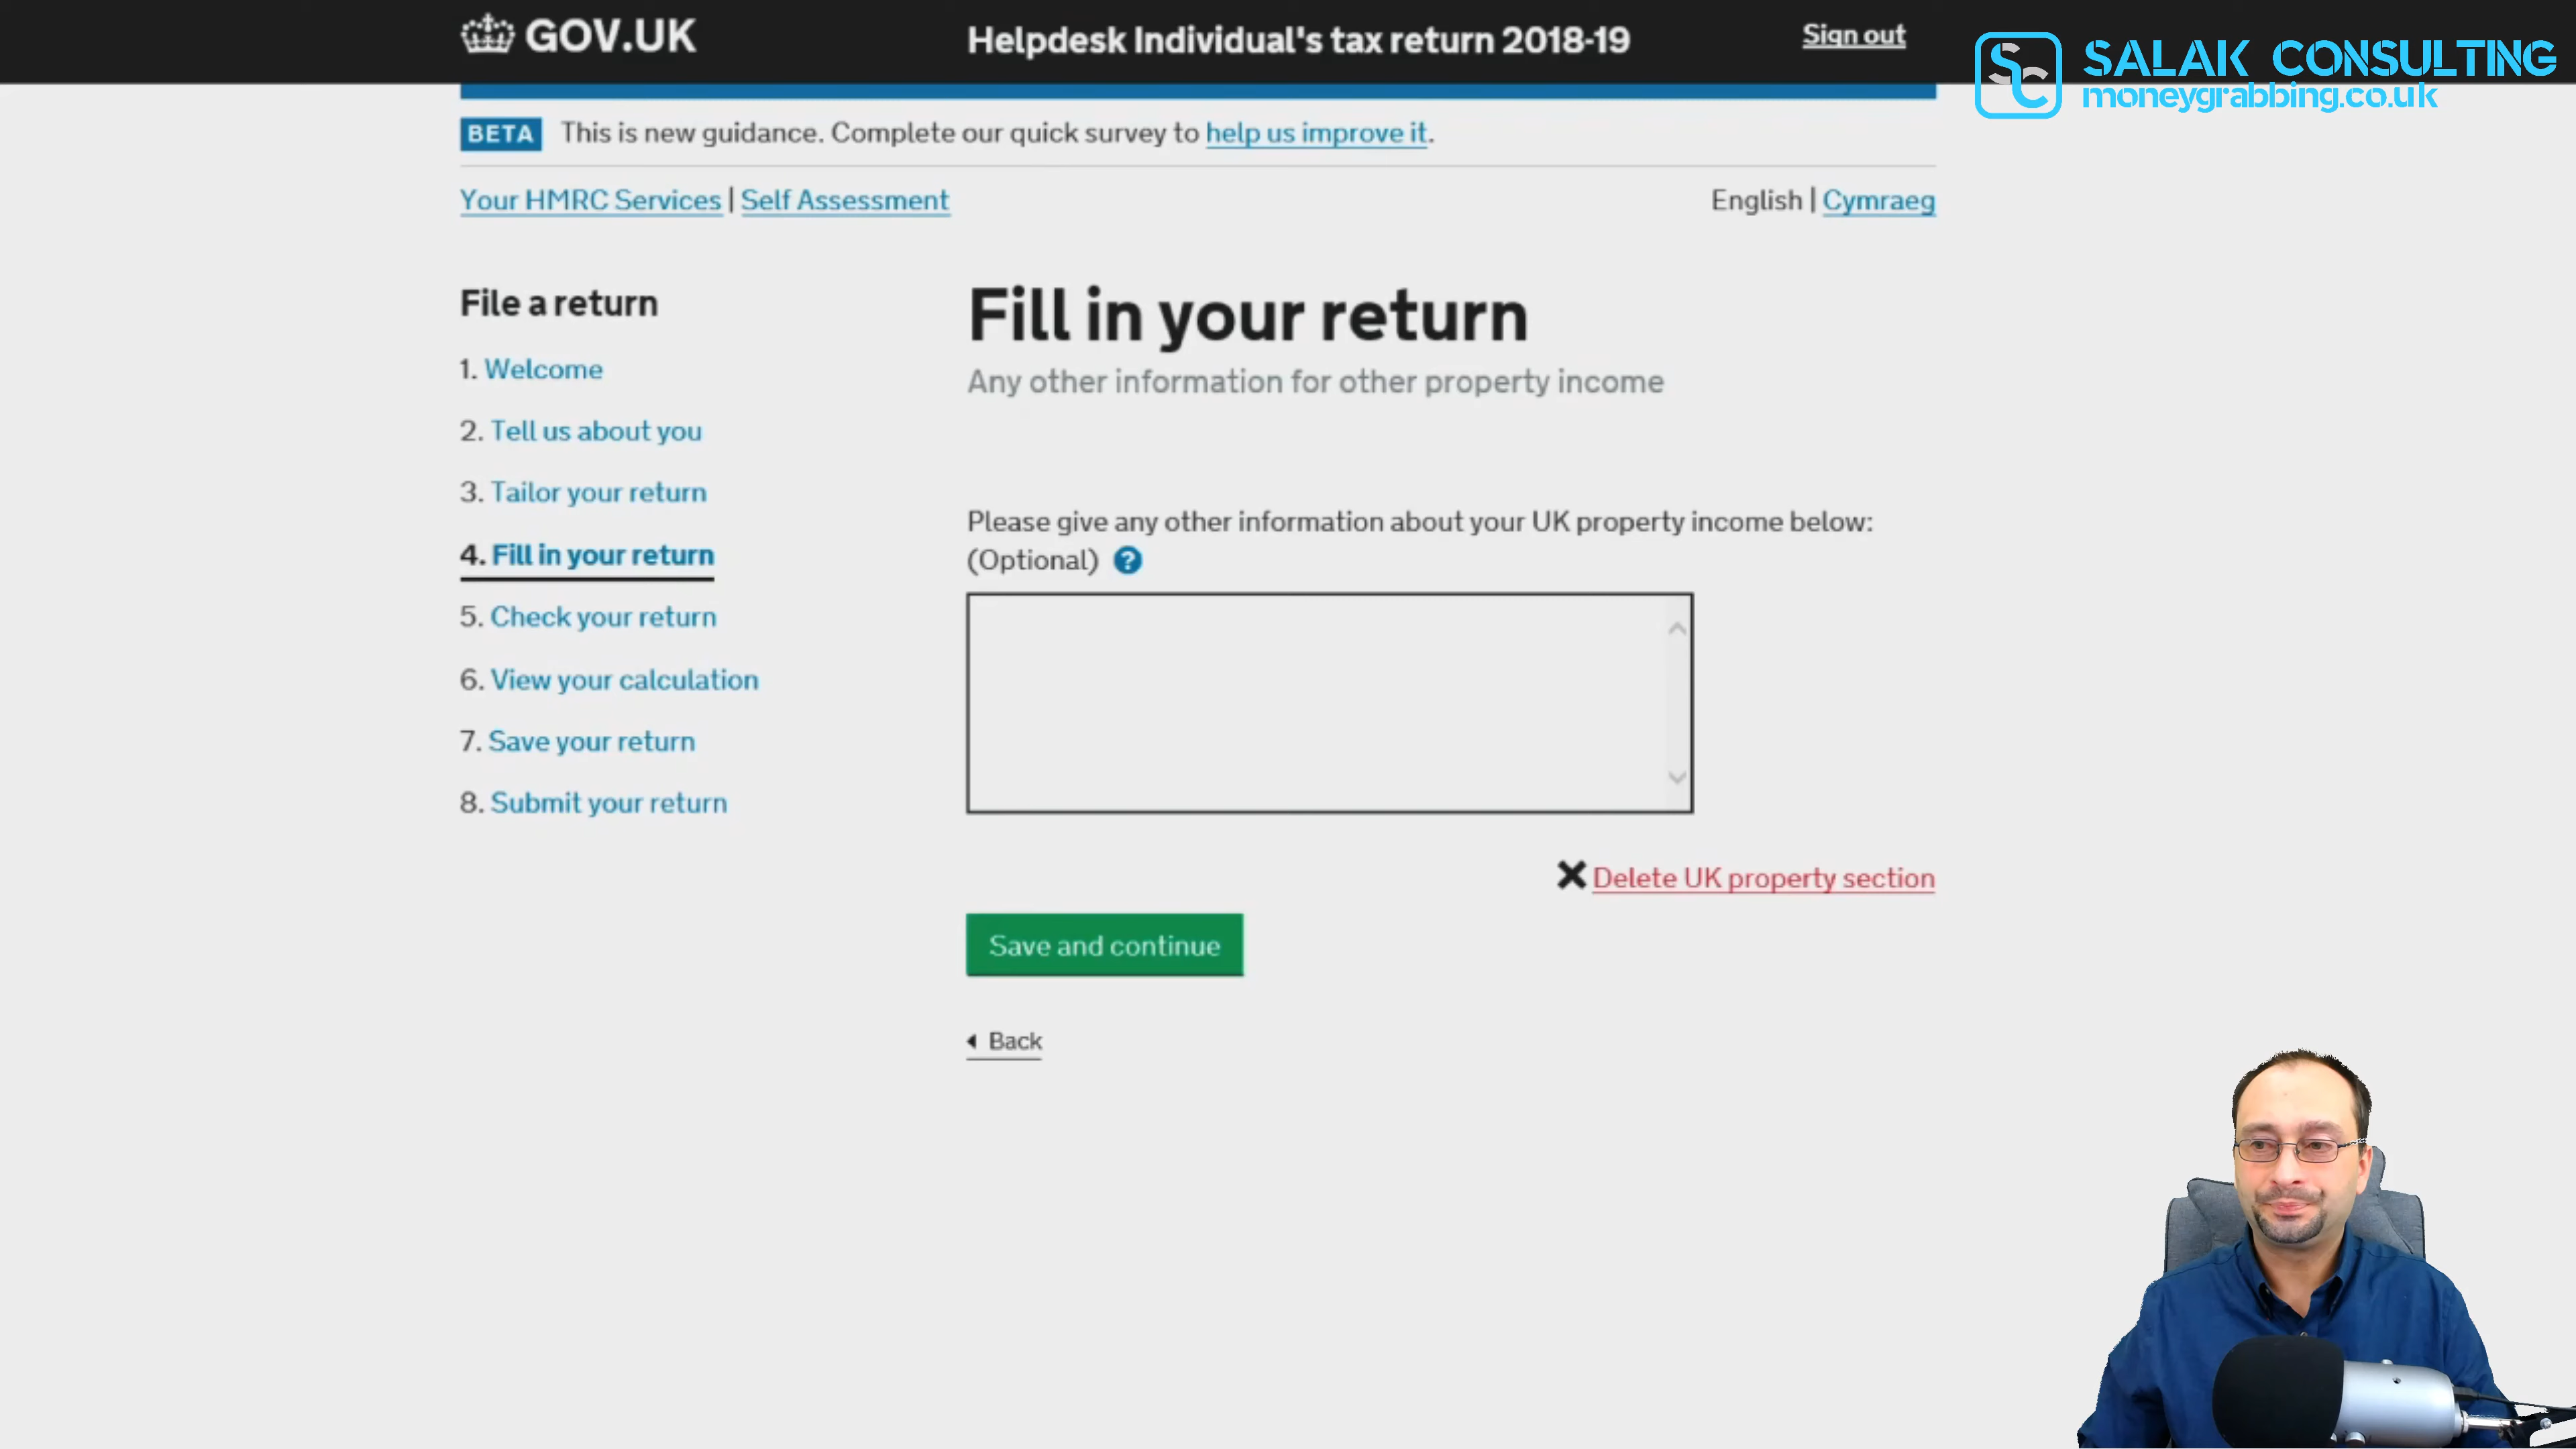 GOV.UK
Helpdesk Individual's tax return 2018-19
Sign out
SC
SALAK CONSULTING
moneygrabbing.co.uk
BETA This is new guidance. Complete our quick survey to help us improve it.
Your HMRC Services | Self Assessment
English | Cymraeg
File a return
1. Welcome
2. Tell us about you
3. Tailor your return
4. Fill in your return
5. Check your return
6. View your calculation
7. Save your return
8. Submit your return
Fill in your return
Any other information for other property income
Please give any other information about your UK property income below:
(Optional) ?
Delete UK property section
Save and continue
Back